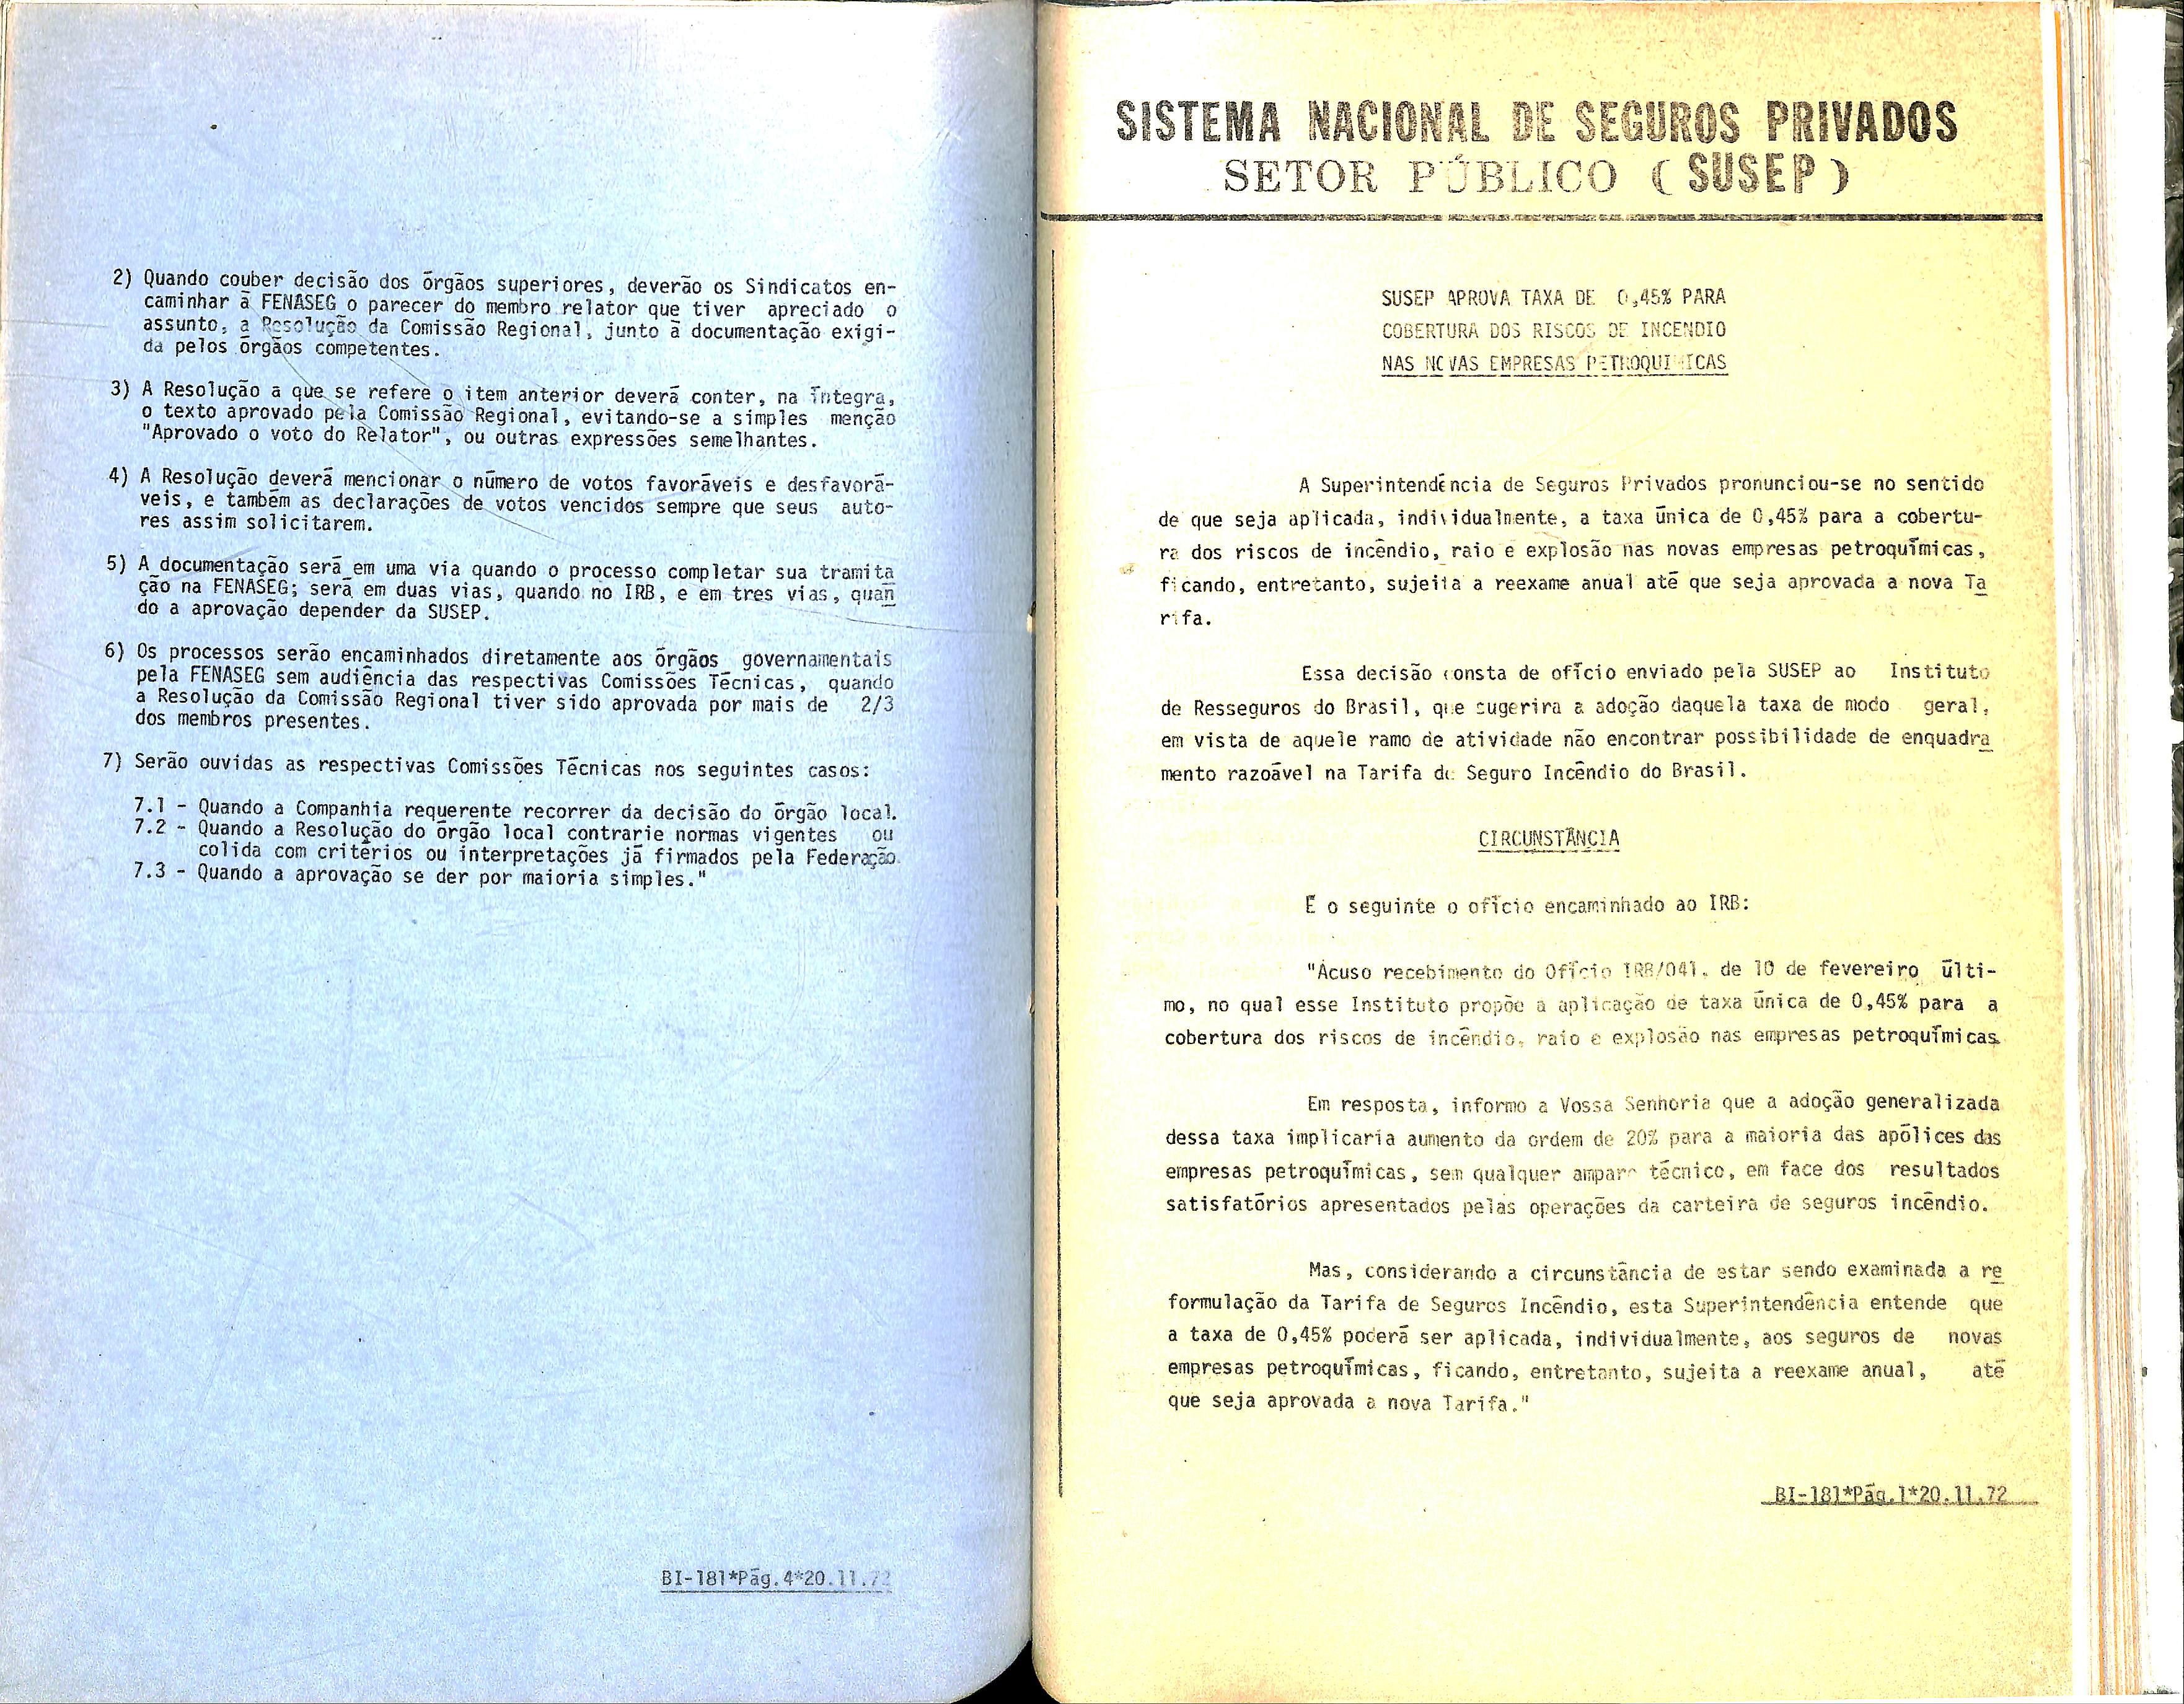 2) Quando couber decisão dos órgãos superiores, deverão os Sindicatos en-
caminhar à FENASEG o parecer do membro relator que tiver apreciado o
assunto, a Resolução da Comissão Regional, junto à documentação exigi-
da pelos órgãos competentes.
3) A Resolução a que se refere o item anterior deverá conter, na íntegra,
o texto aprovado pela Comissão Regional, evitando-se a simples menção
"Aprovado o voto do Relator", ou outras expressões semelhantes.
4) A Resolução deverá mencionar o número de votos favoráveis e desfavorá-
veis, e também as declarações de votos vencidos sempre que seus auto-
res assim solicitarem.
5) A documentação será em uma via quando o processo completar sua tramita
ção na FENASEG; será em duas vias, quando no IRB, e em tres vias, quan
do a aprovação depender da SUSEP.
6) Os processos serão encaminhados diretamente aos órgãos governamentais
pela FENASEG sem audiência das respectivas Comissões Técnicas, quando
a Resolução da Comissão Regional tiver sido aprovada por mais de 2/3
dos membros presentes.
7) Serão ouvidas as respectivas Comissões Técnicas nos seguintes casos:
7.1 - Quando a Companhia requerente recorrer da decisão do órgão local.
7.2 - Quando a Resolução do órgão local contrarie normas vigentes ou
colida com critérios ou interpretações já firmados pela Federação.
7.3 - Quando a aprovação se der por maioria simples."
BI-181*Pág.4*20.11.72
SISTEMA NACIONAL DE SEGUROS PRIVADOS
SETOR PÚBLICO (SUSEP)
SUSEP APROVA TAXA DE 0,45% PARA
COBERTURA DOS RISCOS DE INCENDIO
NAS NOVAS EMPRESAS PETROQUIMICAS
A Superintendência de Seguros Privados pronunciou-se no sentido
de que seja aplicada, individualmente, a taxa única de 0,45% para a cobertu-
ra dos riscos de incêndio, raio e explosão nas novas empresas petroquímicas,
ficando, entretanto, sujeita a reexame anual até que seja aprovada a nova Ta
rifa.
Essa decisão consta de ofício enviado pela SUSEP ao Instituto
de Resseguros do Brasil, que sugerira a adoção daquela taxa de modo geral,
em vista de aquele ramo de atividade não encontrar possibilidade de enquadra
mento razoável na Tarifa de Seguro Incêndio do Brasil.
CIRCUNSTÂNCIA
É o seguinte o ofício encaminhado ao IRB:
"Acuso recebimento do Ofício IRB/041, de 10 de fevereiro últi-
mo, no qual esse Instituto propõe a aplicação de taxa única de 0,45% para a
cobertura dos riscos de incêndio, raio e explosão nas empresas petroquímicas.
Em resposta, informo a Vossa Senhoria que a adoção generalizada
dessa taxa implicaria aumento da ordem de 20% para a maioria das apólices das
empresas petroquímicas, sem qualquer amparo técnico, em face dos resultados
satisfatórios apresentados pelas operações da carteira de seguros incêndio.
Mas, considerando a circunstância de estar sendo examinada a re
formulação da Tarifa de Seguros Incêndio, esta Superintendência entende que
a taxa de 0,45% poderá ser aplicada, individualmente, aos seguros de novas
empresas petroquímicas, ficando, entretanto, sujeita a reexame anual, até
que seja aprovada a nova Tarifa."
BI-181*Pág.1*20.11.72